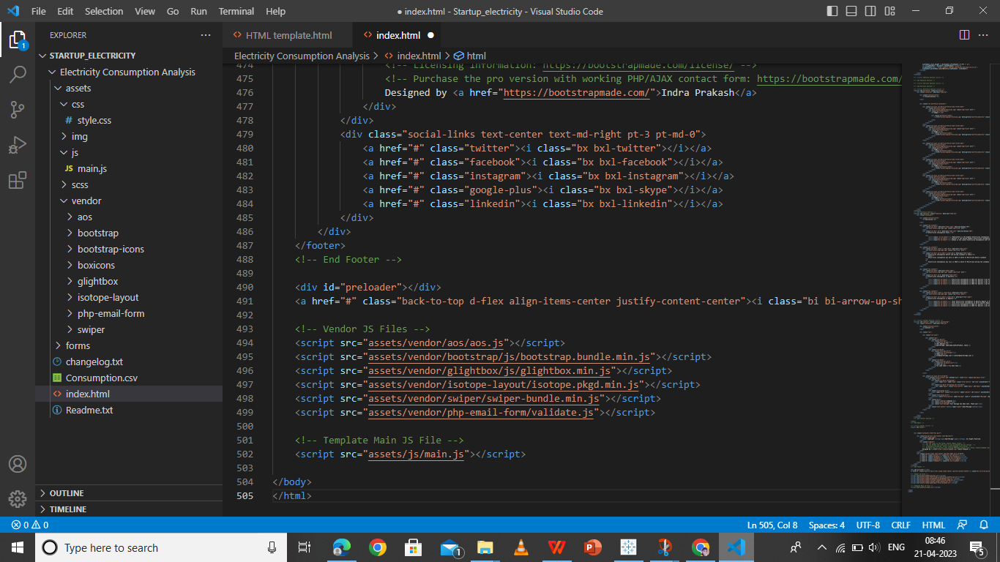 File Edit Selection View Go Run Terminal Help
● index.html - Startup_electricity - Visual Studio Code
EXPLORER
STARTUP_ELECTRICITY
Electricity Consumption Analysis
assets
css
# style.css
img
js
JS main.js
scss
vendor
aos
bootstrap
bootstrap-icons
boxicons
glightbox
isotope-layout
php-email-form
swiper
forms
changelog.txt
Consumption.csv
index.html
Readme.txt
OUTLINE
TIMELINE
1
HTML template.html
index.html
Electricity Consumption Analysis > index.html > html
474 <!-- Licensing information: https://bootstrapmade.com/license/ -->
475 <!-- Purchase the pro version with working PHP/AJAX contact form: https://bootstrapmade.com/
476 Designed by <a href="https://bootstrapmade.com/">Indra Prakash</a>
477 </div>
478 </div>
479 <div class="social-links text-center text-md-right pt-3 pt-md-0">
480 <a href="#" class="twitter"><i class="bx bxl-twitter"></i></a>
481 <a href="#" class="facebook"><i class="bx bxl-facebook"></i></a>
482 <a href="#" class="instagram"><i class="bx bxl-instagram"></i></a>
483 <a href="#" class="google-plus"><i class="bx bxl-skype"></i></a>
484 <a href="#" class="linkedin"><i class="bx bxl-linkedin"></i></a>
485 </div>
486 </div>
487 </footer>
488 <!-- End Footer -->
489
490 <div id="preloader"></div>
491 <a href="#" class="back-to-top d-flex align-items-center justify-content-center"><i class="bi bi-arrow-up-sh
492
493 <!-- Vendor JS Files -->
494 <script src="assets/vendor/aos/aos.js"></script>
495 <script src="assets/vendor/bootstrap/js/bootstrap.bundle.min.js"></script>
496 <script src="assets/vendor/glightbox/js/glightbox.min.js"></script>
497 <script src="assets/vendor/isotope-layout/isotope.pkgd.min.js"></script>
498 <script src="assets/vendor/swiper/swiper-bundle.min.js"></script>
499 <script src="assets/vendor/php-email-form/validate.js"></script>
500
501 <!-- Template Main JS File -->
502 <script src="assets/js/main.js"></script>
503
504 </body>
505 </html>
0 0
Ln 505, Col 8 Spaces: 4 UTF-8 CRLF HTML
Type here to search
1
ENG
08:46
21-04-2023
5